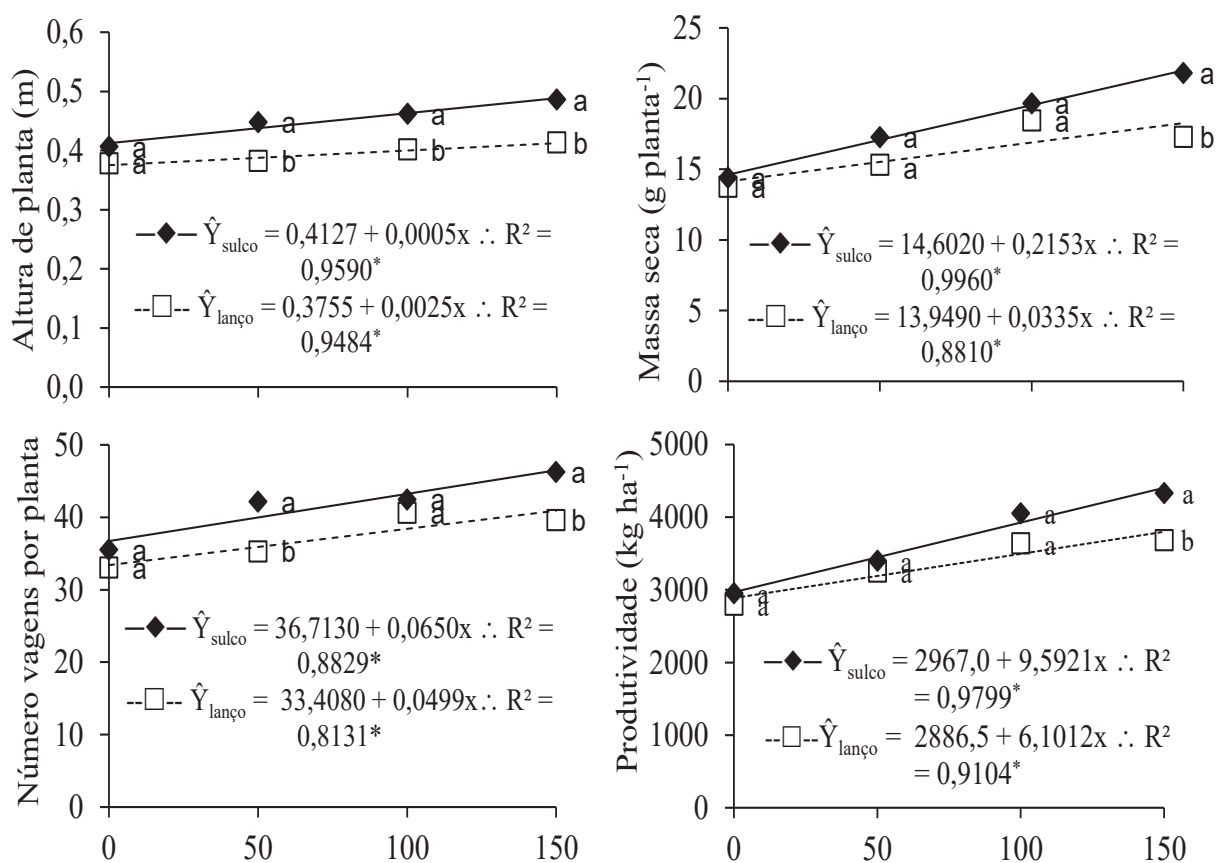 Altura de planta (m)
0,6
0,5
0,4
0,3
0,2
0,1
0,0
a
a
a
a
a
b
b
b
Ŷsulco = 0,4127 + 0,0005x ∴ R² =
0,9590*
Ŷlanço = 0,3755 + 0,0025x ∴ R² =
0,9484*
Massa seca (g planta-1)
25
20
15
10
5
0
a
a
a
a
a
a
a
b
Ŷsulco = 14,6020 + 0,2153x ∴ R² =
0,9960*
Ŷlanço = 13,9490 + 0,0335x ∴ R² =
0,8810*
Número vagens por planta
50
40
30
20
10
0
a
a
a
a
a
b
a
b
Ŷsulco = 36,7130 + 0,0650x ∴ R² =
0,8829*
Ŷlanço = 33,4080 + 0,0499x ∴ R² =
0,8131*
0 50 100 150
Produtividade (kg ha-1)
5000
4000
3000
2000
1000
0
a
a
a
a
a
a
a
b
Ŷsulco = 2967,0 + 9,5921x ∴ R²
= 0,9799*
Ŷlanço = 2886,5 + 6,1012x ∴ R²
= 0,9104*
0 50 100 150